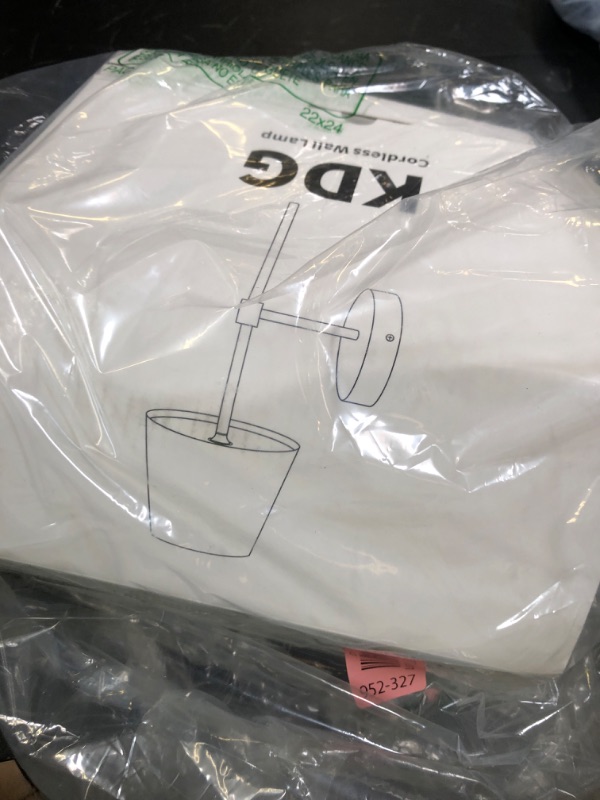 22x24
KDG
Cordless Wall Lamp
052-327